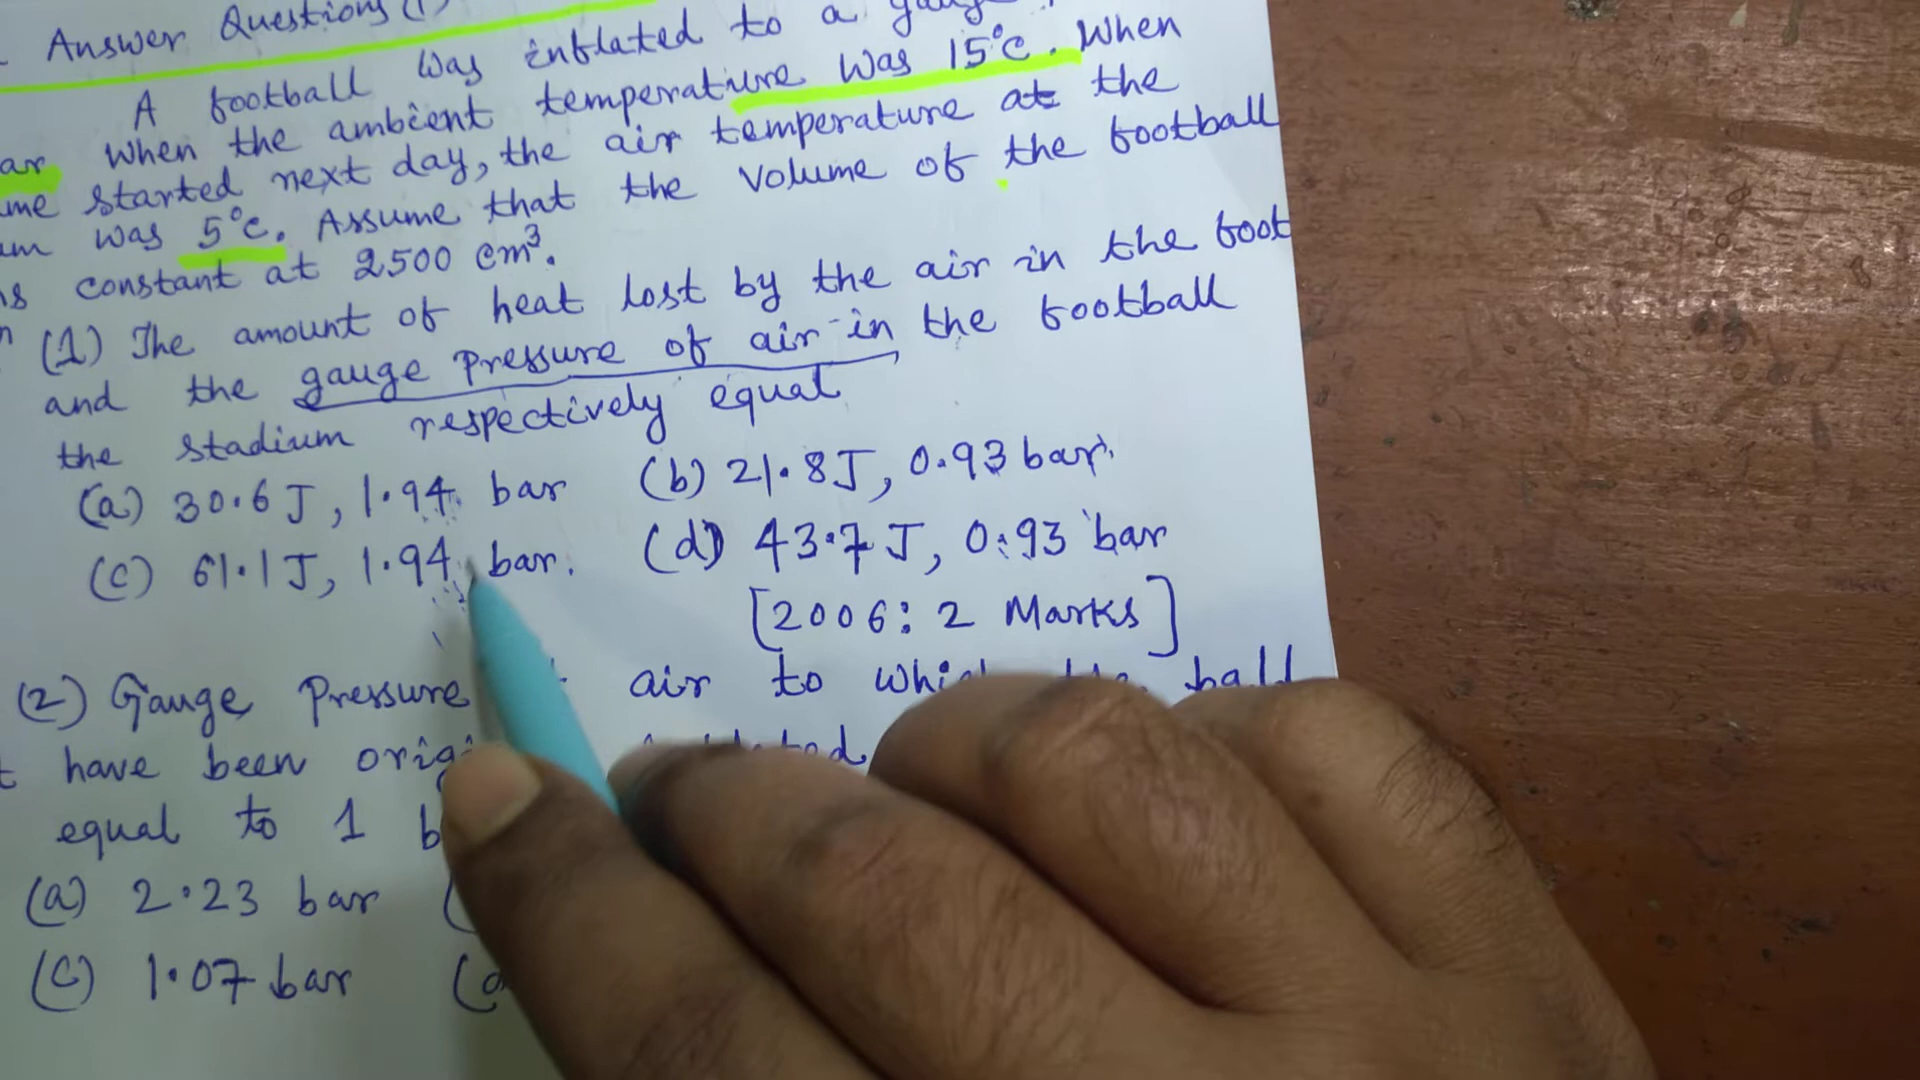 Answer Questions (1
A football was inflated to a gauge
ar when the ambient temperature was 15°C. When
me started next day, the air temperature at the
um was 5°C. Assume that the volume of the football
ns constant at 2500 cm³.
(1) The amount of heat lost by the air in the foot
and the gauge pressure of air in the football
the stadium respectively equal
(a) 30.6 J, 1.94 bar (b) 21.8 J, 0.93 bar.
(c) 61.1 J, 1.94 bar. (d) 43.7 J, 0.93 bar
[2006: 2 Marks]
(2) Gauge Pressure air to ball
t have been orig
equal to 1 b
(a) 2.23 bar (
(c) 1.07 bar (d